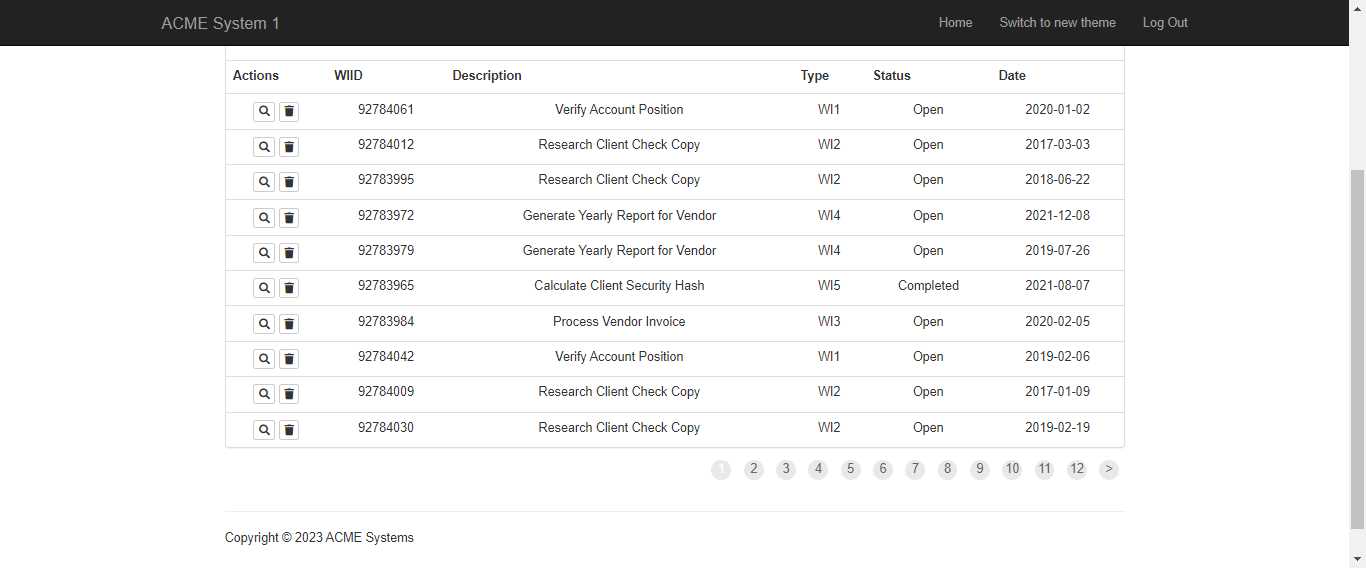 ACME System 1 Home Switch to new theme Log Out
Actions WIID Description Type Status Date
92784061 Verify Account Position WI1 Open 2020-01-02
92784012 Research Client Check Copy WI2 Open 2017-03-03
92783995 Research Client Check Copy WI2 Open 2018-06-22
92783972 Generate Yearly Report for Vendor WI4 Open 2021-12-08
92783979 Generate Yearly Report for Vendor WI4 Open 2019-07-26
92783965 Calculate Client Security Hash WI5 Completed 2021-08-07
92783984 Process Vendor Invoice WI3 Open 2020-02-05
92784042 Verify Account Position WI1 Open 2019-02-06
92784009 Research Client Check Copy WI2 Open 2017-01-09
92784030 Research Client Check Copy WI2 Open 2019-02-19
1 2 3 4 5 6 7 8 9 10 11 12 >
Copyright © 2023 ACME Systems